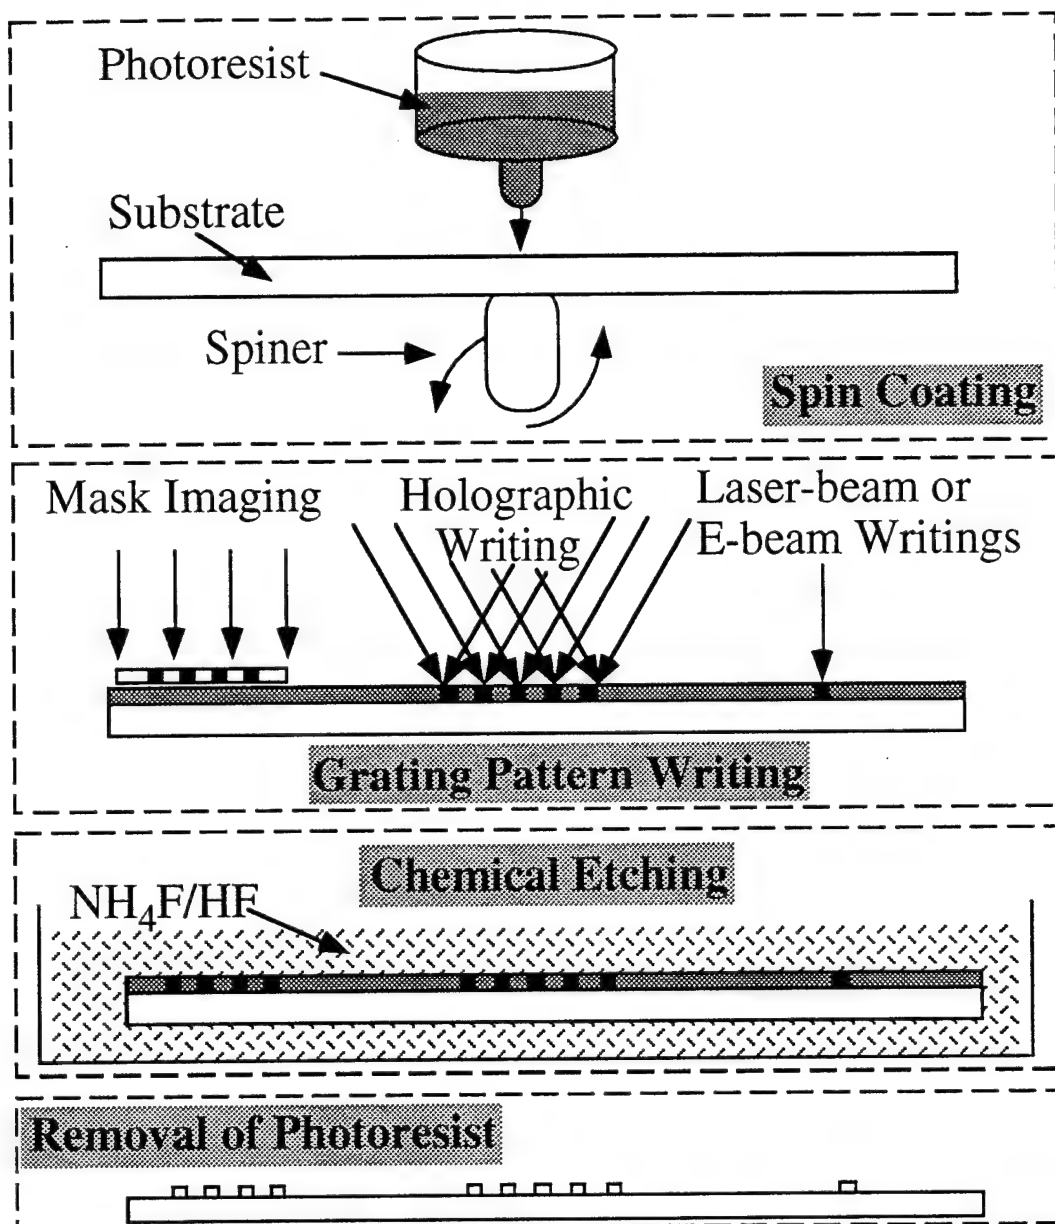 Photoresist
Substrate
Spiner
Spin Coating
Mask Imaging
Holographic
Writing
Laser-beam or
E-beam Writings
Grating Pattern Writing
Chemical Etching
NH₄F/HF
Removal of Photoresist